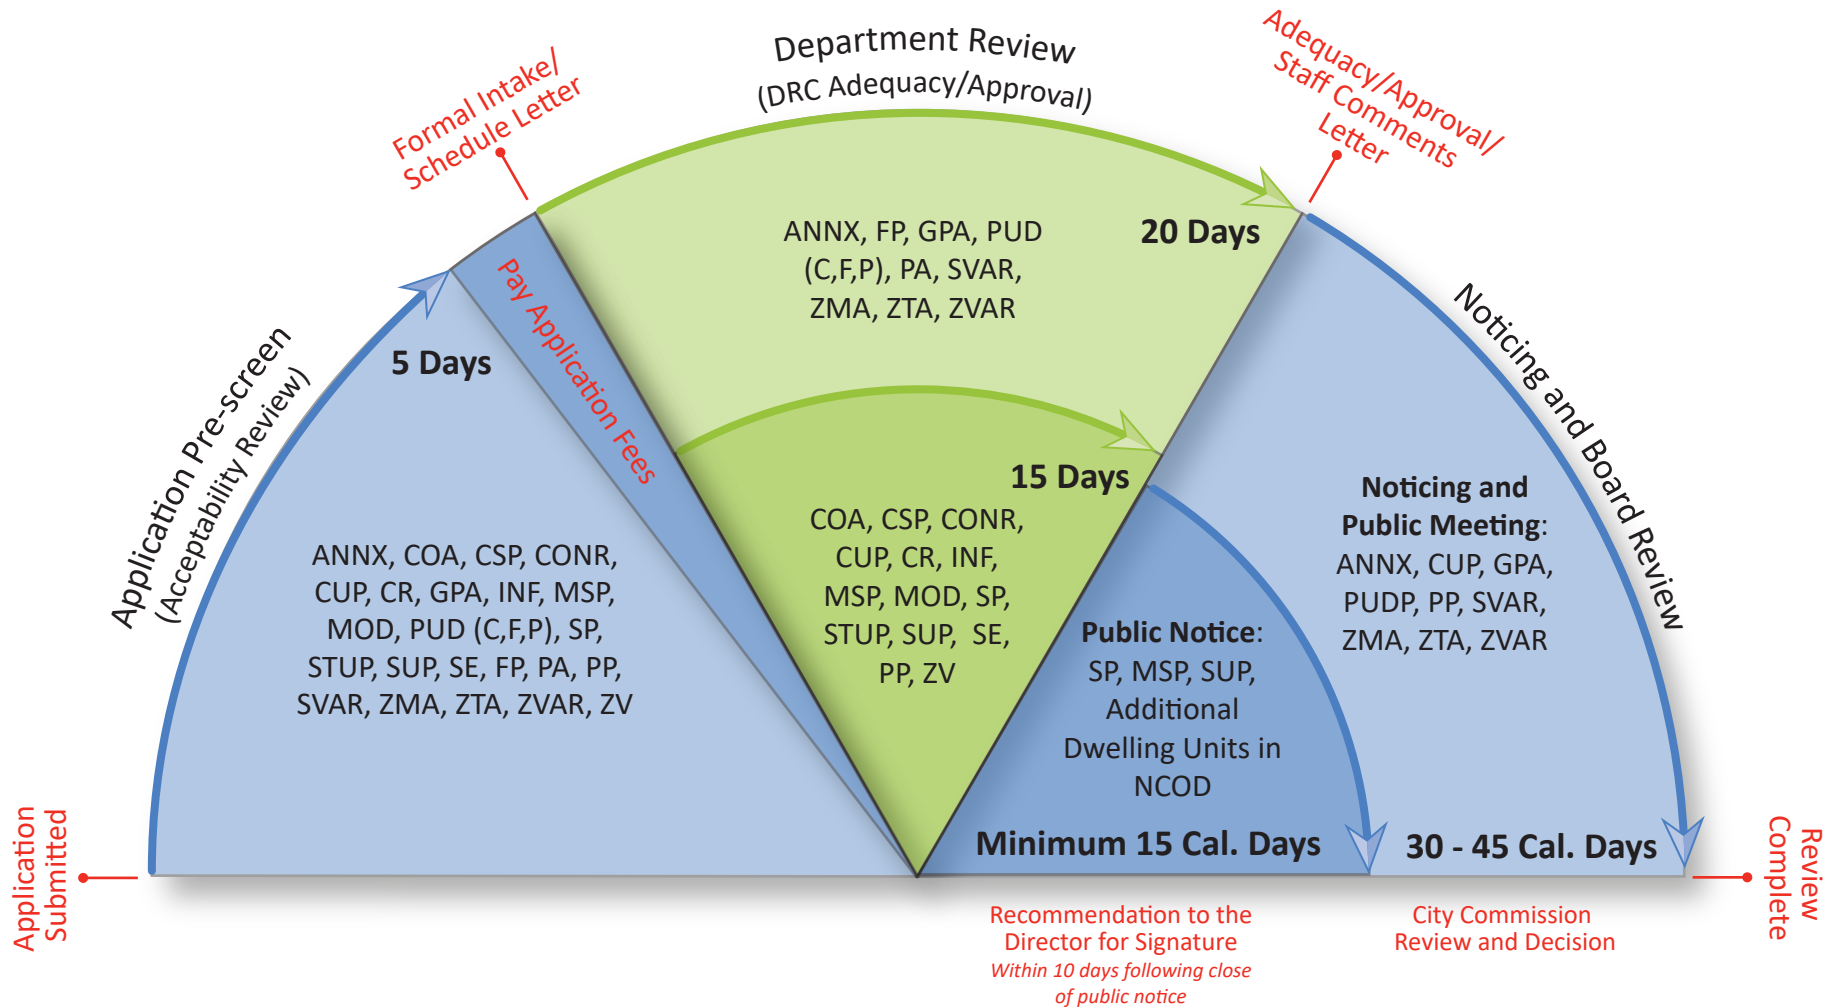 Application
Submitted
Application Pre-screen
(Acceptability Review)
5 Days
ANNX, COA, CSP, CONR,
CUP, CR, GPA, INF, MSP,
MOD, PUD (C,F,P), SP,
STUP, SUP, SE, FP, PA, PP,
SVAR, ZMA, ZTA, ZVAR, ZV
Formal Intake/
Schedule Letter
Pay Application Fees
Department Review
(DRC Adequacy/Approval)
20 Days
ANNX, FP, GPA, PUD
(C,F,P), PA, SVAR,
ZMA, ZTA, ZVAR
15 Days
COA, CSP, CONR,
CUP, CR, INF,
MSP, MOD, SP,
STUP, SUP, SE,
PP, ZV
Adequacy/Approval/
Staff Comments
Letter
Noticing and Board Review
Public Notice:
SP, MSP, SUP,
Additional
Dwelling Units in
NCOD
Minimum 15 Cal. Days
Noticing and
Public Meeting:
ANNX, CUP, GPA,
PUDP, PP, SVAR,
ZMA, ZTA, ZVAR
30 - 45 Cal. Days
Review
Complete
Recommendation to the
Director for Signature
Within 10 days following close
of public notice
City Commission
Review and Decision